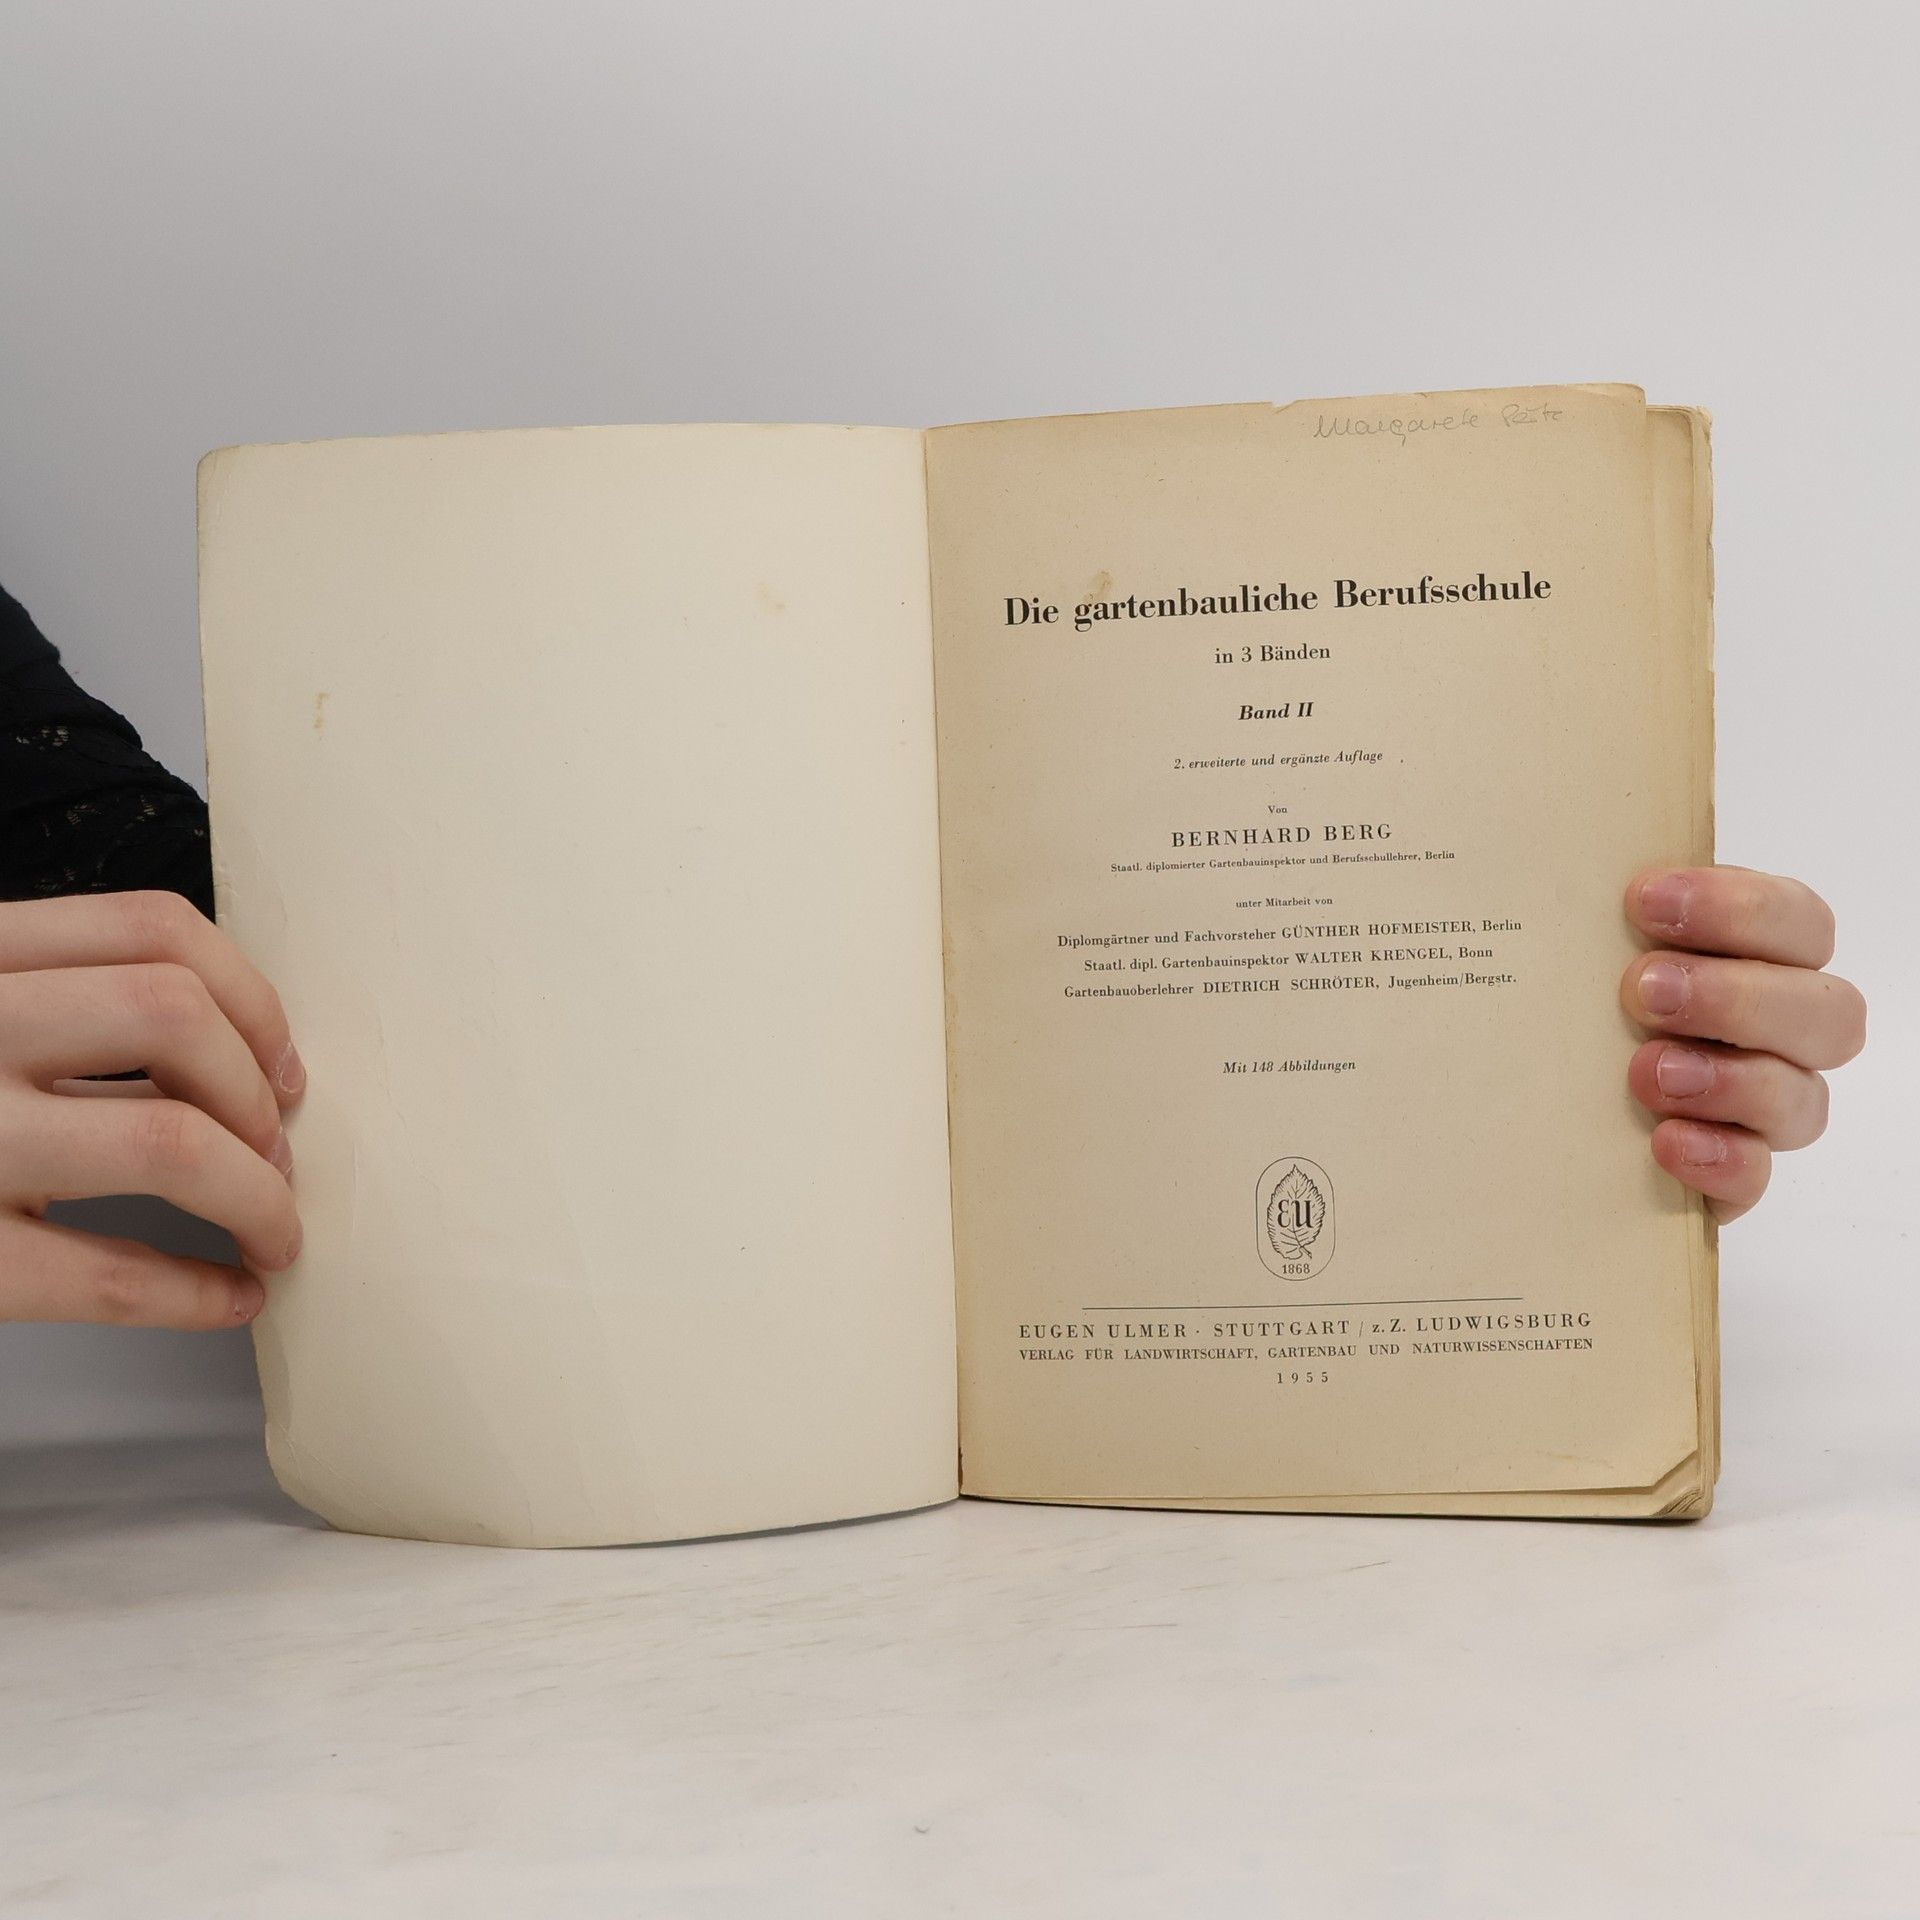 Margarete
Die gartenbauliche Berufsschule
in 3 Bänden
Band II
2. erweiterte und ergänzte Auflage
Von
BERNHARD BERG
Staatl. diplomierter Gartenbauinspektor und Berufsschullehrer, Berlin
unter Mitarbeit von
Diplomgärtner und Fachvorsteher GÜNTHER HOFMEISTER, Berlin
Staatl. dipl. Gartenbauinspektor WALTER KRENGEL, Bonn
Gartenbauoberlehrer DIETRICH SCHRÖTER, Jugenheim/Bergstr.
Mit 148 Abbildungen
EU
1868
EUGEN ULMER · STUTTGART / z. Z. LUDWIGSBURG
VERLAG FÜR LANDWIRTSCHAFT, GARTENBAU UND NATURWISSENSCHAFTEN
1955